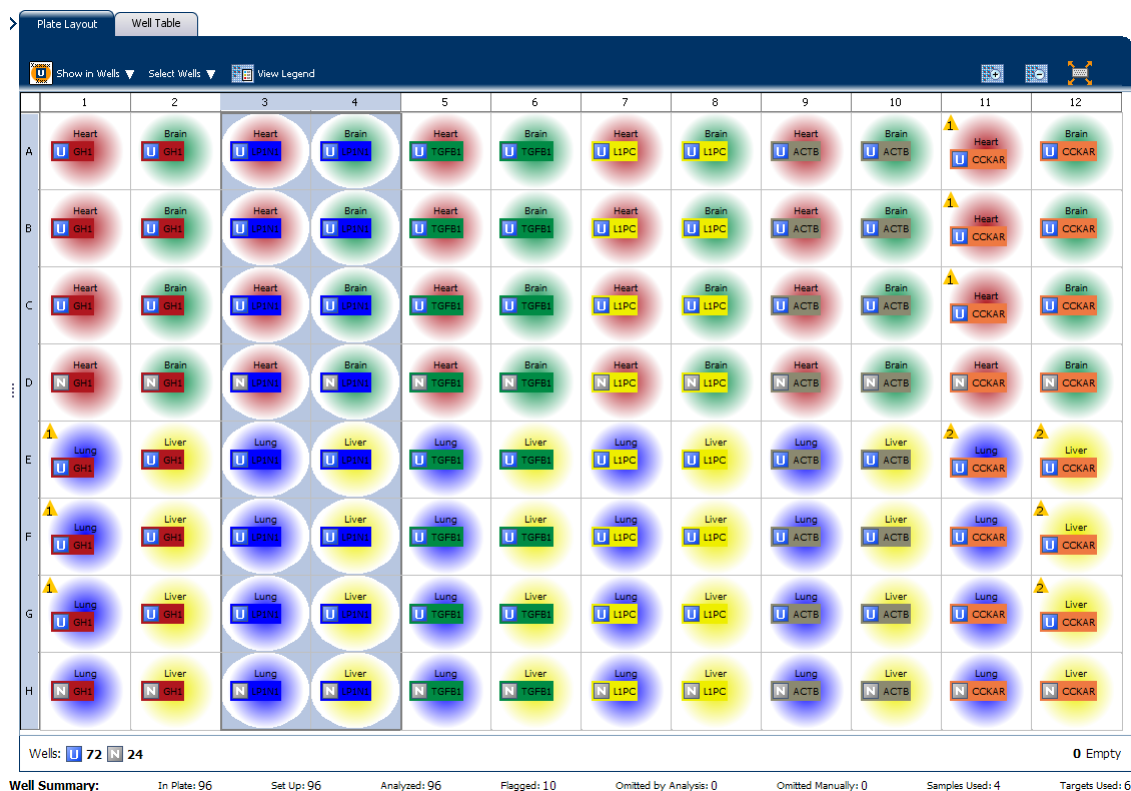 Plate Layout Well Table
Show in Wells ▼ Select Wells ▼ View Legend
1 2 3 4 5 6 7 8 9 10 11 12
Heart Brain Heart Brain Heart Brain Heart Brain Heart Brain 1 Heart Brain
A U GH1 U GH1 U LP1N1 U LP1N1 U TGFB1 U TGFB1 U L1PC U L1PC U ACTB U ACTB U CCKAR U CCKAR
Heart Brain Heart Brain Heart Brain Heart Brain Heart Brain 1 Heart Brain
B U GH1 U GH1 U LP1N1 U LP1N1 U TGFB1 U TGFB1 U L1PC U L1PC U ACTB U ACTB U CCKAR U CCKAR
Heart Brain Heart Brain Heart Brain Heart Brain Heart Brain 1 Heart Brain
C U GH1 U GH1 U LP1N1 U LP1N1 U TGFB1 U TGFB1 U L1PC U L1PC U ACTB U ACTB U CCKAR U CCKAR
Heart Brain Heart Brain Heart Brain Heart Brain Heart Brain Heart Brain
D N GH1 N GH1 N LP1N1 N LP1N1 N TGFB1 N TGFB1 N L1PC N L1PC N ACTB N ACTB N CCKAR N CCKAR
1 Lung Liver Lung Liver Lung Liver Lung Liver Lung Liver 2 Lung 2 Liver
E U GH1 U GH1 U LP1N1 U LP1N1 U TGFB1 U TGFB1 U L1PC U L1PC U ACTB U ACTB U CCKAR U CCKAR
1 Lung Liver Lung Liver Lung Liver Lung Liver Lung Liver Lung 2 Liver
F U GH1 U GH1 U LP1N1 U LP1N1 U TGFB1 U TGFB1 U L1PC U L1PC U ACTB U ACTB U CCKAR U CCKAR
1 Lung Liver Lung Liver Lung Liver Lung Liver Lung Liver Lung 2 Liver
G U GH1 U GH1 U LP1N1 U LP1N1 U TGFB1 U TGFB1 U L1PC U L1PC U ACTB U ACTB U CCKAR U CCKAR
Lung Liver Lung Liver Lung Liver Lung Liver Lung Liver Lung Liver
H N GH1 N GH1 N LP1N1 N LP1N1 N TGFB1 N TGFB1 N L1PC N L1PC N ACTB N ACTB N CCKAR N CCKAR
Wells: U 72 N 24 0 Empty
Well Summary: In Plate: 96 Set Up: 96 Analyzed: 96 Flagged: 10 Omitted by Analysis: 0 Omitted Manually: 0 Samples Used: 4 Targets Used: 6